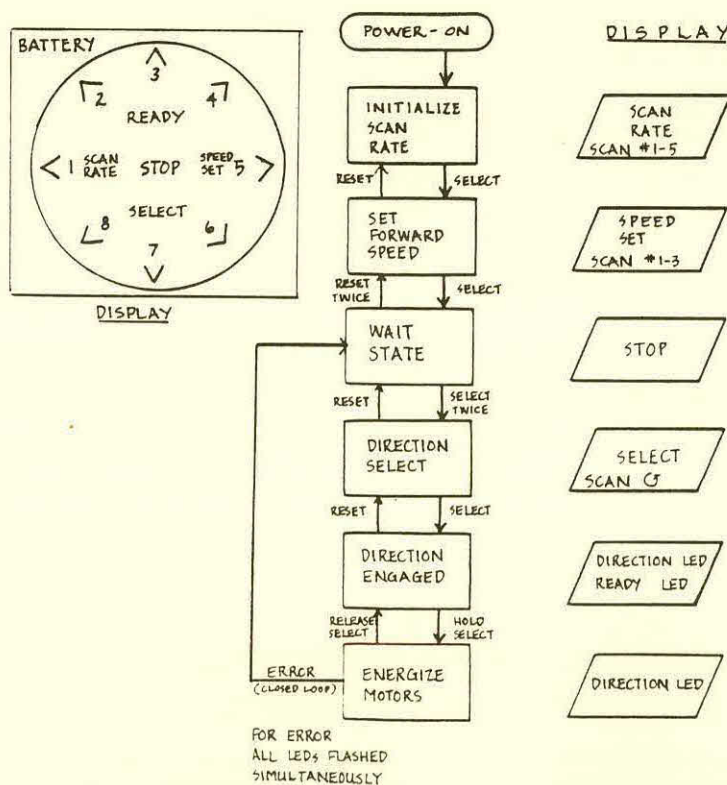 BATTERY
3
2
4
READY
1
SCAN
RATE
STOP
SPEED
SET
5
SELECT
8
6
7
DISPLAY
POWER-ON
INITIALIZE
SCAN
RATE
RESET
SELECT
SET
FORWARD
SPEED
RESET
TWICE
SELECT
WAIT
STATE
RESET
SELECT
TWICE
DIRECTION
SELECT
RESET
SELECT
DIRECTION
ENGAGED
RELEASE
SELECT
HOLD
SELECT
ERROR
(CLOSED LOOP)
ENERGIZE
MOTORS
FOR ERROR
ALL LEDs FLASHED
SIMULTANEOUSLY
DISPLAY
SCAN
RATE
SCAN #1-5
SPEED
SET
SCAN #1-3
STOP
SELECT
SCAN ↺
DIRECTION LED
READY LED
DIRECTION LED